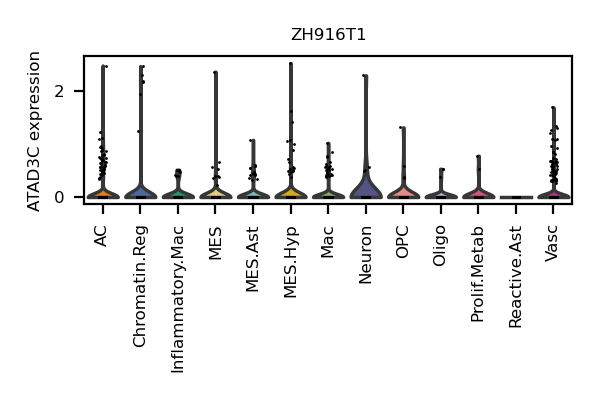 ZH916T1
ATAD3C expression
2
0
AC
Chromatin.Reg
Inflammatory.Mac
MES
MES.Ast
MES.Hyp
Mac
Neuron
OPC
Oligo
Prolif.Metab
Reactive.Ast
Vasc